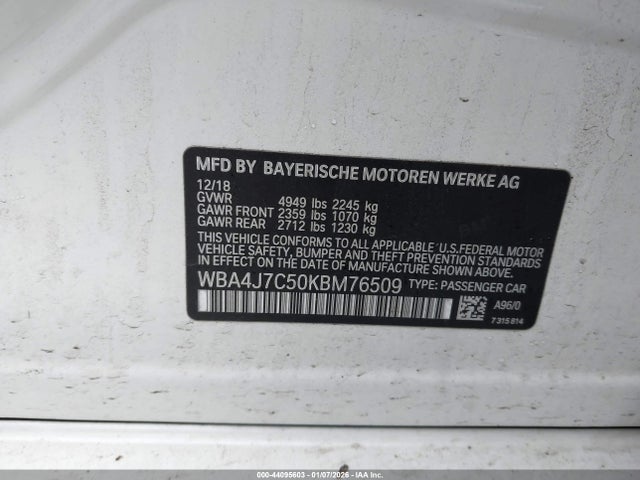 MFD BY BAYERISCHE MOTOREN WERKE AG
12/18
GVWR 4949 lbs 2245 kg
GAWR FRONT 2359 lbs 1070 kg
GAWR REAR 2712 lbs 1230 kg
THIS VEHICLE CONFORMS TO ALL APPLICABLE U.S.FEDERAL MOTOR
VEHICLE SAFETY, BUMPER AND THEFT PREVENTION STANDARDS IN
EFFECT ON THE DATE OF MANUFACTURE SHOWN ABOVE.
WBA4J7C50KBM76509 TYPE: PASSENGER CAR
A96/0
7 315 814
000-44095603 | 01/07/2026 | © IAA Inc.